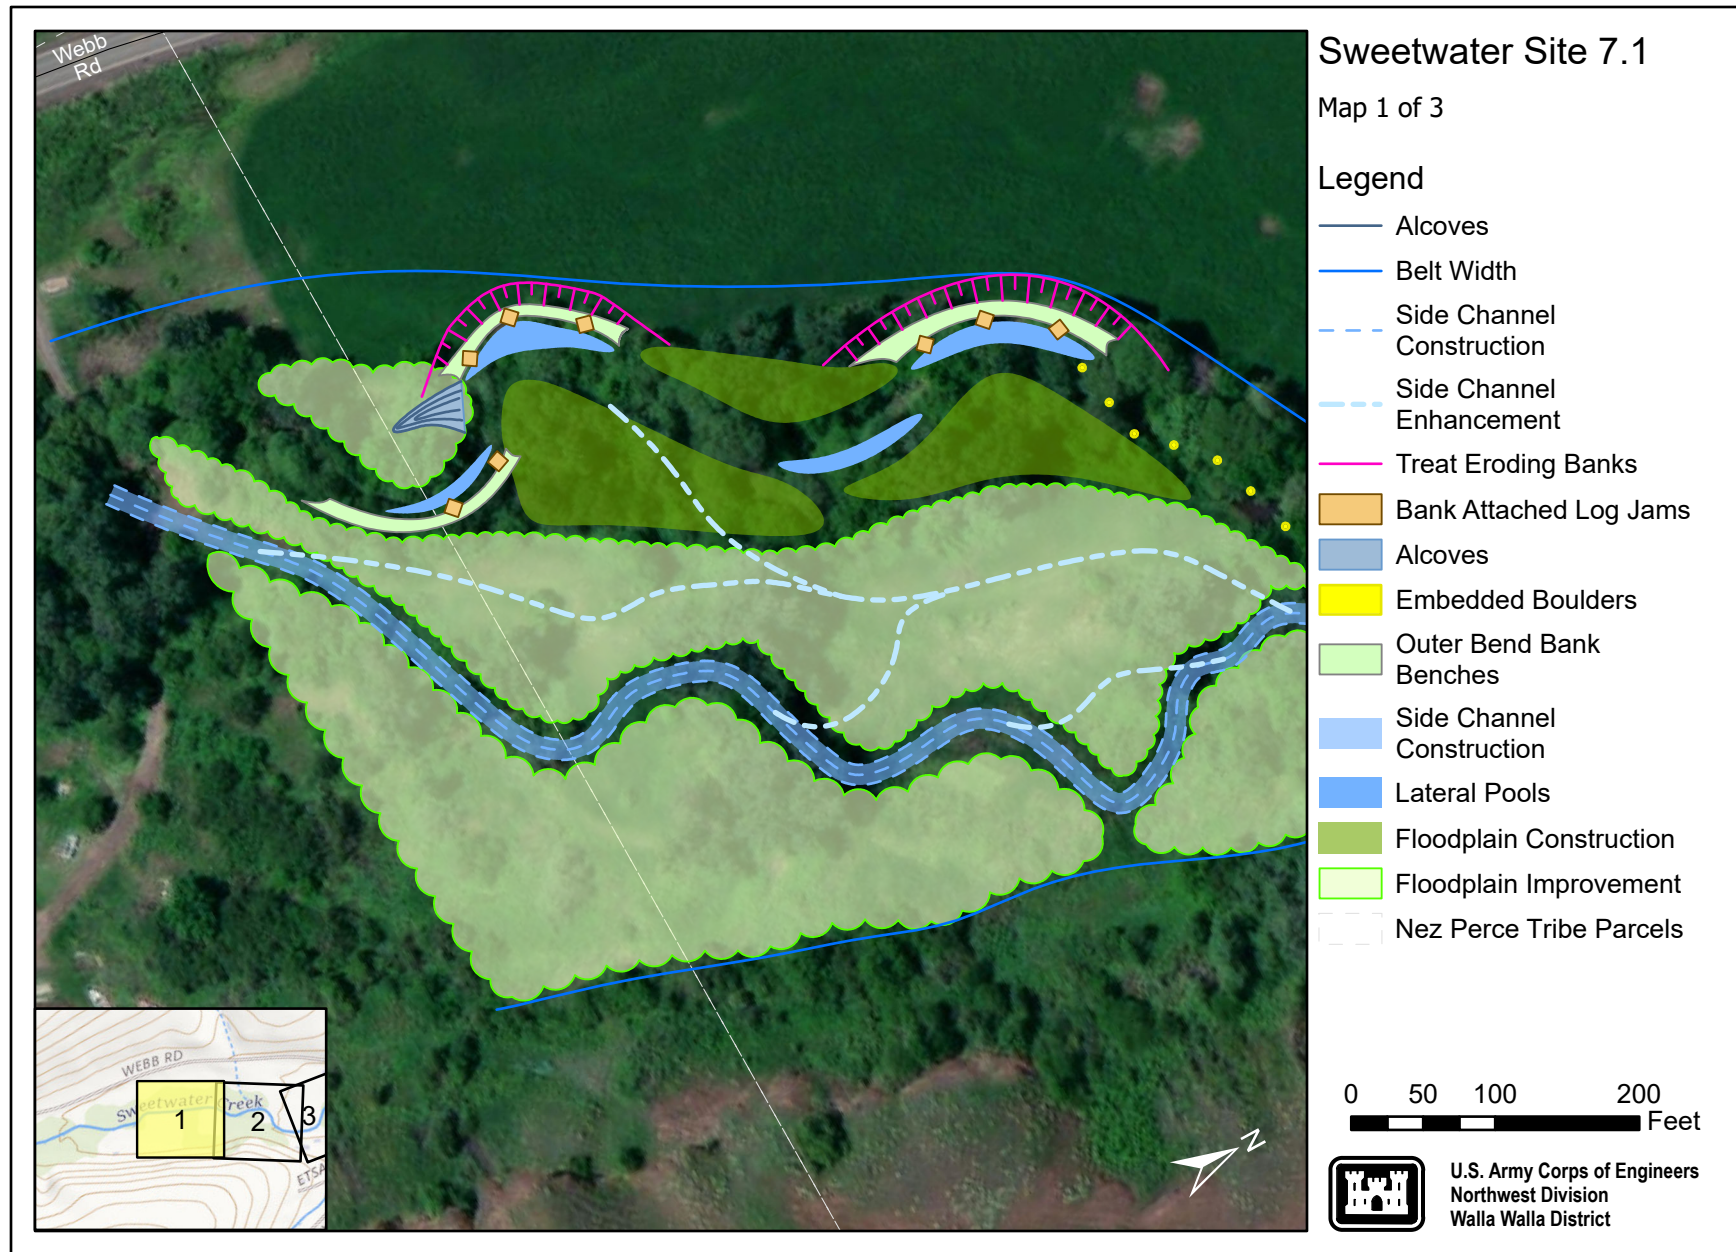 Webb
Rd
Sweetwater Site 7.1
Map 1 of 3
Legend
Alcoves
Belt Width
Side Channel
Construction
Side Channel
Enhancement
Treat Eroding Banks
Bank Attached Log Jams
Alcoves
Embedded Boulders
Outer Bend Bank
Benches
Side Channel
Construction
Lateral Pools
Floodplain Construction
Floodplain Improvement
Nez Perce Tribe Parcels
WEBB RD
Sweetwater Creek
1
2
3
ETSA
N
0 50 100 200
Feet
U.S. Army Corps of Engineers
Northwest Division
Walla Walla District